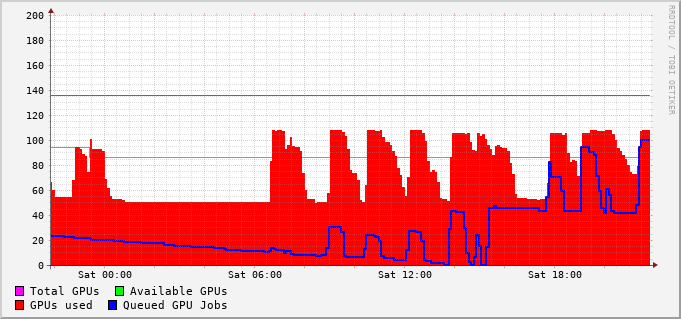 200
180
160
140
120
100
80
60
40
20
0
Sat 00:00 Sat 06:00 Sat 12:00 Sat 18:00
Total GPUs Available GPUs
GPUs used Queued GPU Jobs
RRDTOOL / TOBI OETIKER